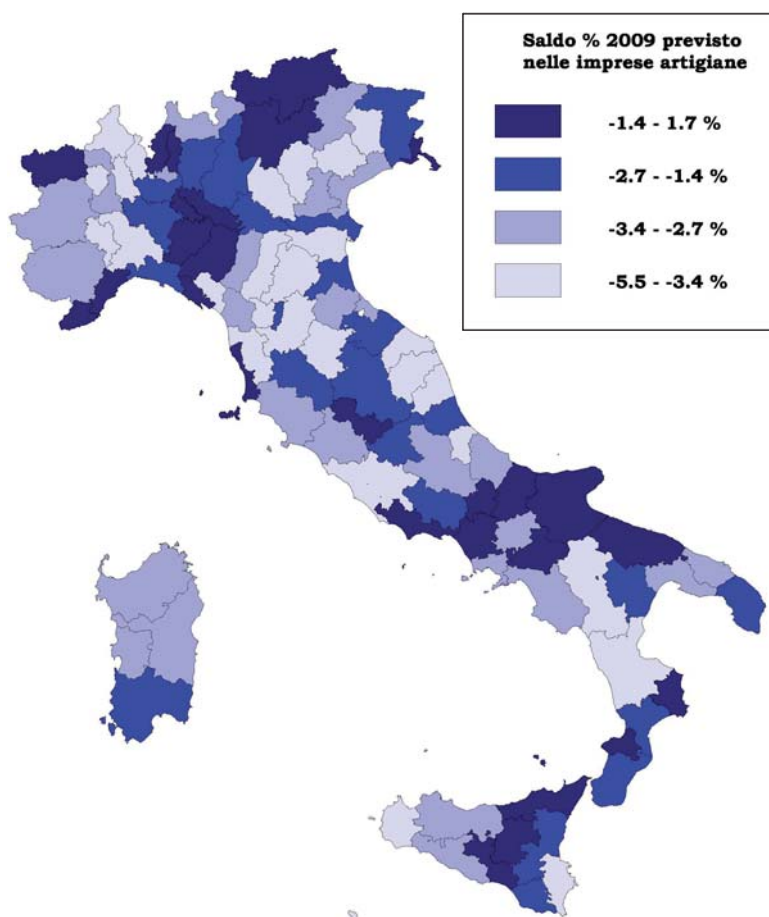 Saldo % 2009 previsto
nelle imprese artigiane
-1.4 - 1.7 %
-2.7 - -1.4 %
-3.4 - -2.7 %
-5.5 - -3.4 %